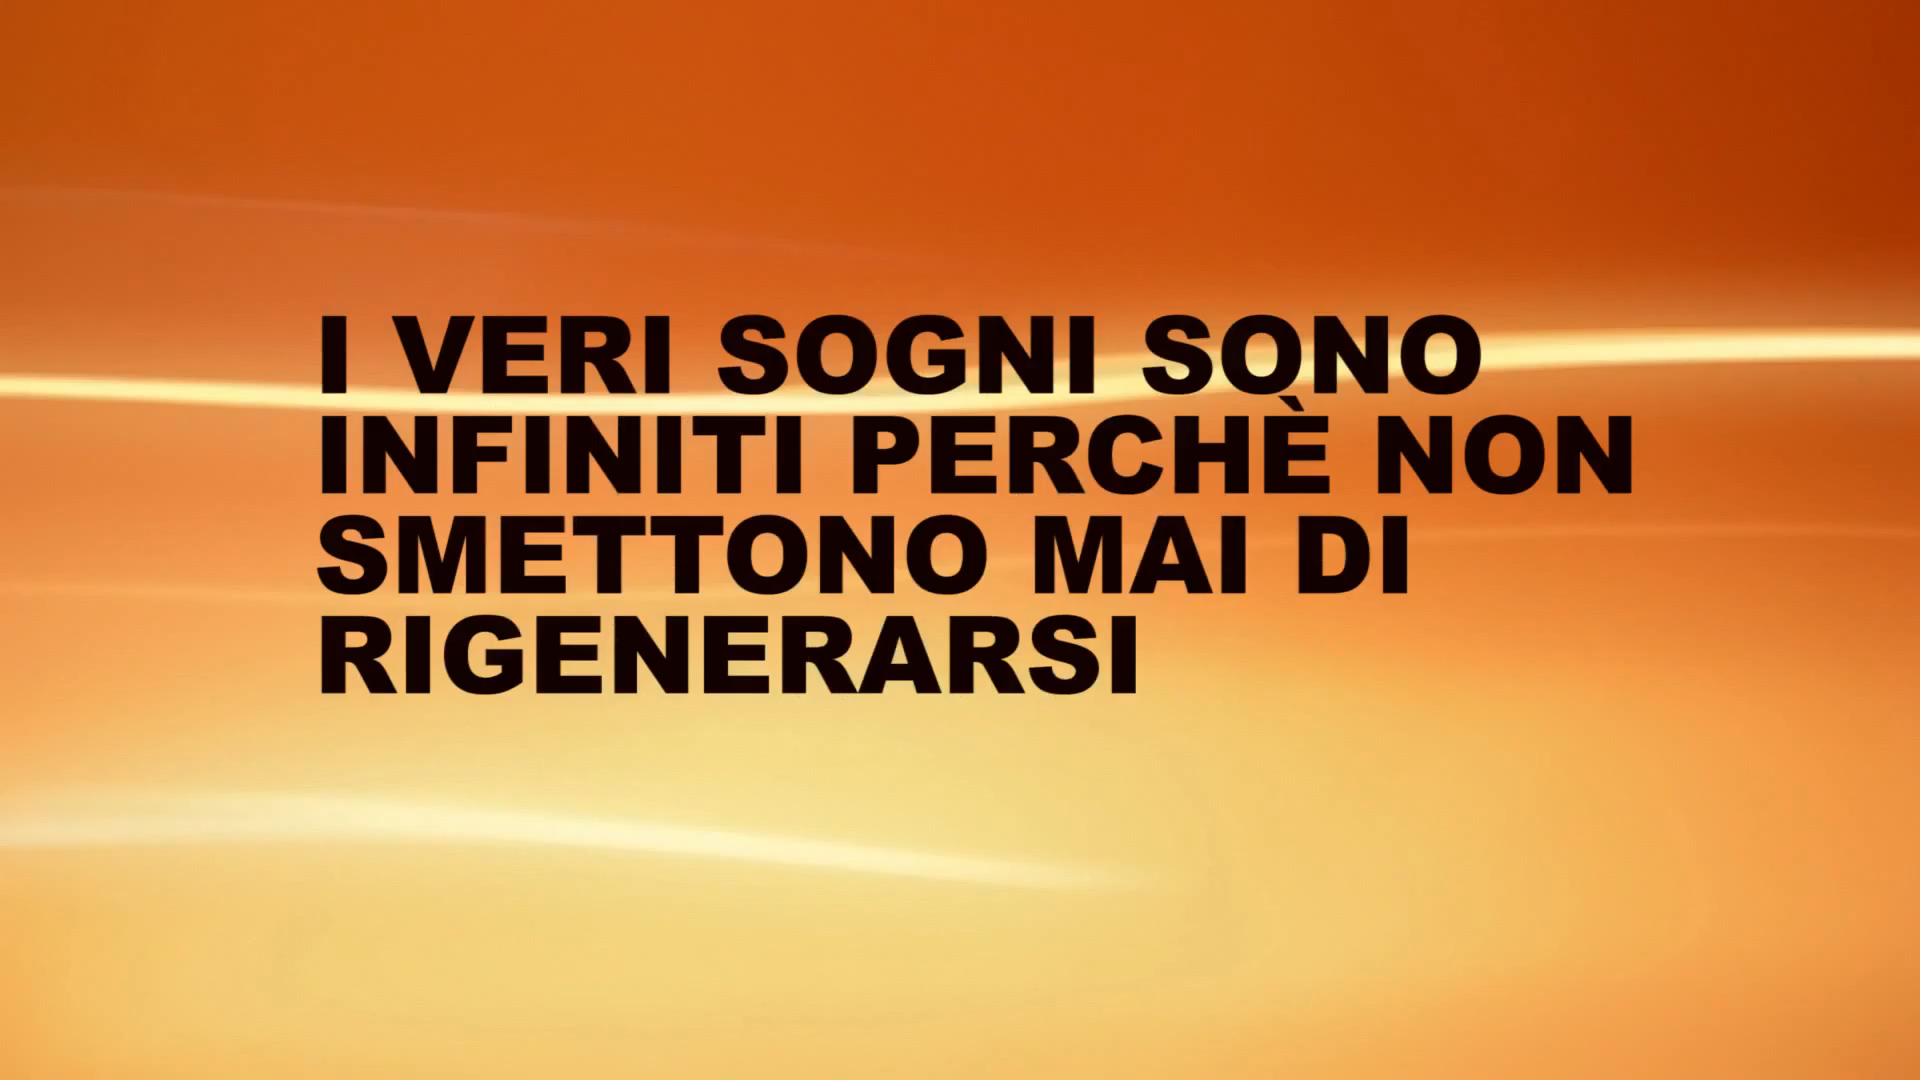 I VERI SOGNI SONO
INFINITI PERCHÈ NON
SMETTONO MAI DI
RIGENERARSI